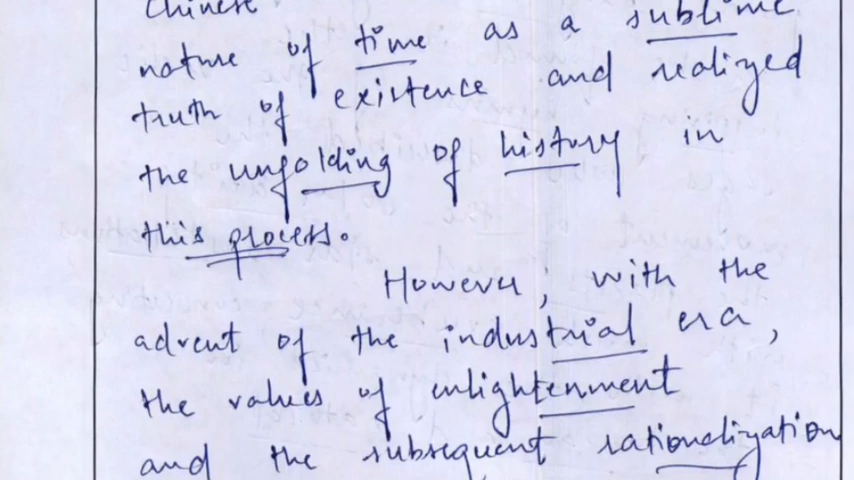 Chinese
nature of time as a sublime
truth of existence and realized
the unfolding of history in
this process.
However, with the
advent of the industrial era,
the values of enlightenment
and the subsequent rationalization